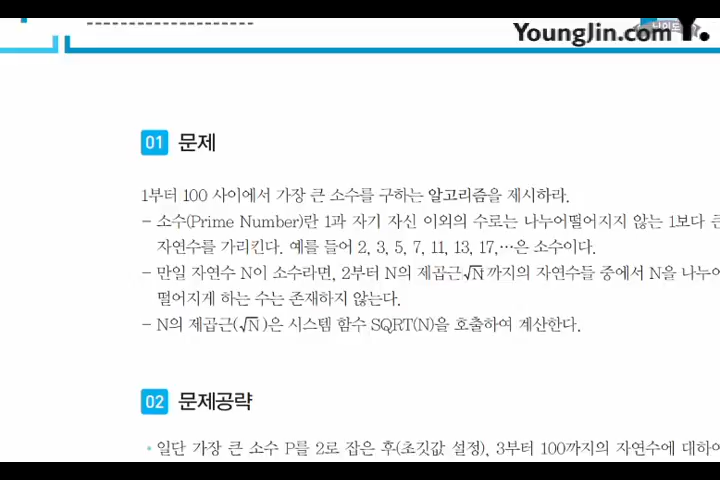 YoungJin.com Y.
01 문제
1부터 100 사이에서 가장 큰 소수를 구하는 알고리즘을 제시하라.
- 소수(Prime Number)란 1과 자기 자신 이외의 수로는 나누어떨어지지 않는 1보다 큰
자연수를 가리킨다. 예를 들어 2, 3, 5, 7, 11, 13, 17,…은 소수이다.
- 만일 자연수 N이 소수라면, 2부터 N의 제곱근√N까지의 자연수들 중에서 N을 나누어
떨어지게 하는 수는 존재하지 않는다.
- N의 제곱근(√N)은 시스템 함수 SQRT(N)을 호출하여 계산한다.
02 문제공략
• 일단 가장 큰 소수 P를 2로 잡은 후(초깃값 설정), 3부터 100까지의 자연수에 대하여